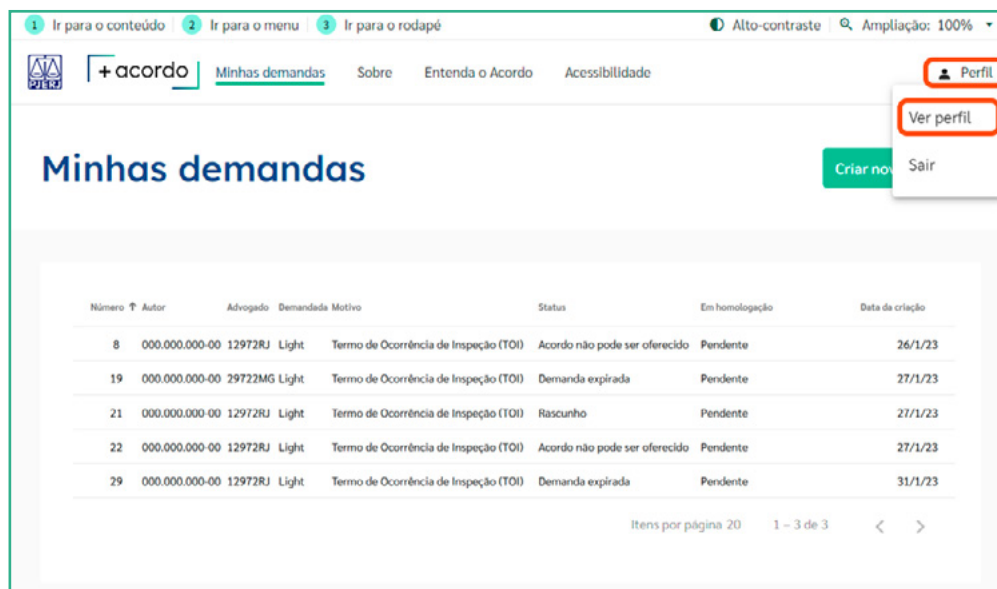 1 Ir para o conteúdo 2 Ir para o menu 3 Ir para o rodapé Alto-contraste Ampliação: 100%
PJERJ +acordo Minhas demandas Sobre Entenda o Acordo Acessibilidade Perfil
Ver perfil
Minhas demandas Criar nov Sair
Número ↑ Autor Advogado Demandada Motivo Status Em homologação Data da criação
8 000.000.000-00 12972RJ Light Termo de Ocorrência de Inspeção (TOI) Acordo não pode ser oferecido Pendente 26/1/23
19 000.000.000-00 29722MG Light Termo de Ocorrência de Inspeção (TOI) Demanda expirada Pendente 27/1/23
21 000.000.000-00 12972RJ Light Termo de Ocorrência de Inspeção (TOI) Rascunho Pendente 27/1/23
22 000.000.000-00 12972RJ Light Termo de Ocorrência de Inspeção (TOI) Acordo não pode ser oferecido Pendente 27/1/23
29 000.000.000-00 12972RJ Light Termo de Ocorrência de Inspeção (TOI) Demanda expirada Pendente 31/1/23
Itens por página 20 1 – 3 de 3 < >